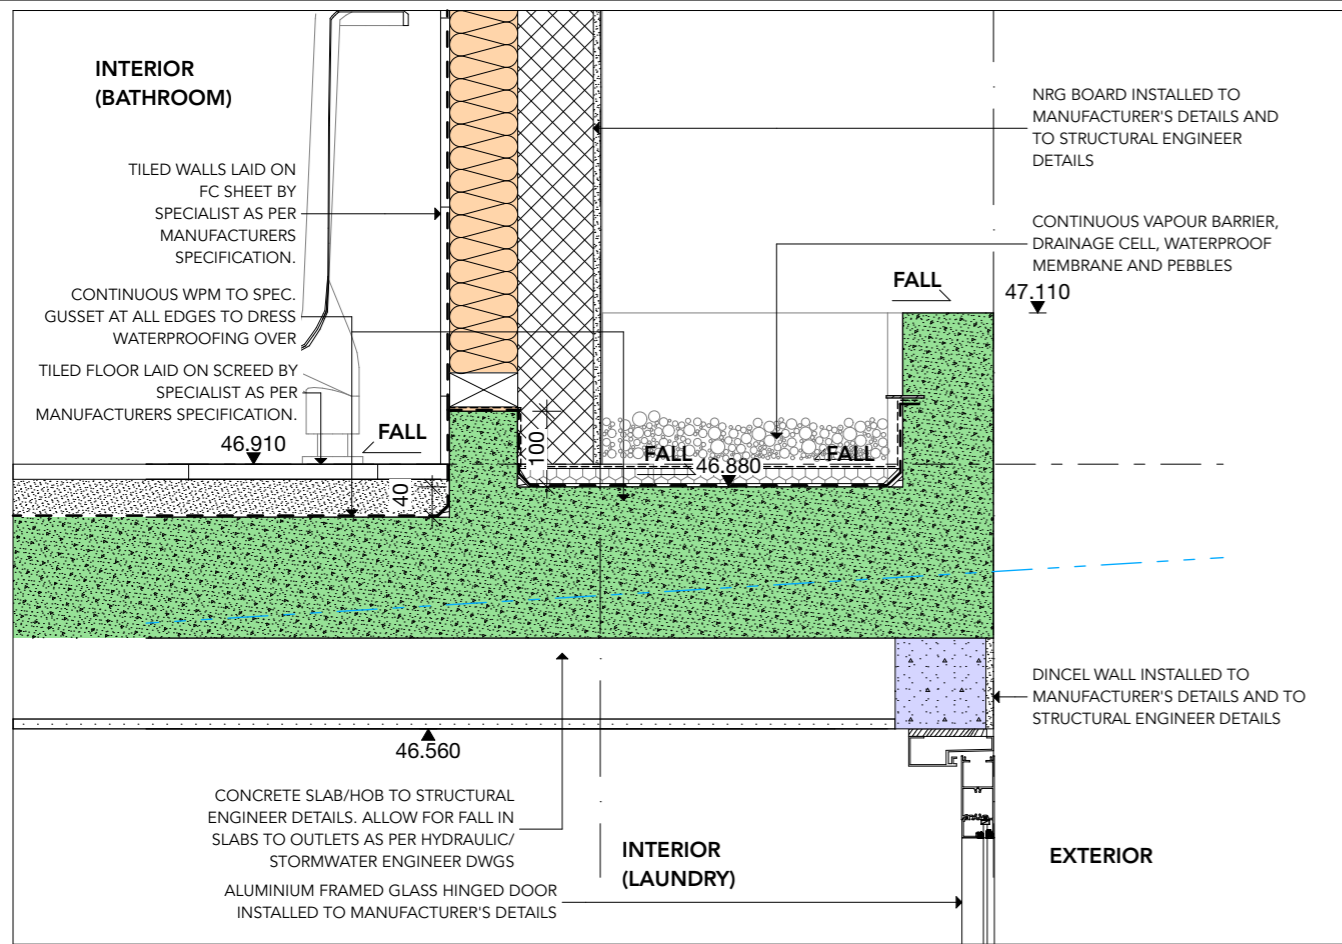 INTERIOR
(BATHROOM)
TILED WALLS LAID ON
FC SHEET BY
SPECIALIST AS PER
MANUFACTURERS
SPECIFICATION.
CONTINUOUS WPM TO SPEC.
GUSSET AT ALL EDGES TO DRESS
WATERPROOFING OVER
TILED FLOOR LAID ON SCREED BY
SPECIALIST AS PER
MANUFACTURERS SPECIFICATION.
46.910
FALL
40
100
FALL
46.880
FALL
FALL
47.110
NRG BOARD INSTALLED TO
MANUFACTURER'S DETAILS AND
TO STRUCTURAL ENGINEER
DETAILS
CONTINUOUS VAPOUR BARRIER,
DRAINAGE CELL, WATERPROOF
MEMBRANE AND PEBBLES
DINCEL WALL INSTALLED TO
MANUFACTURER'S DETAILS AND TO
STRUCTURAL ENGINEER DETAILS
46.560
CONCRETE SLAB/HOB TO STRUCTURAL
ENGINEER DETAILS. ALLOW FOR FALL IN
SLABS TO OUTLETS AS PER HYDRAULIC/
STORMWATER ENGINEER DWGS
ALUMINIUM FRAMED GLASS HINGED DOOR
INSTALLED TO MANUFACTURER'S DETAILS
INTERIOR
(LAUNDRY)
EXTERIOR